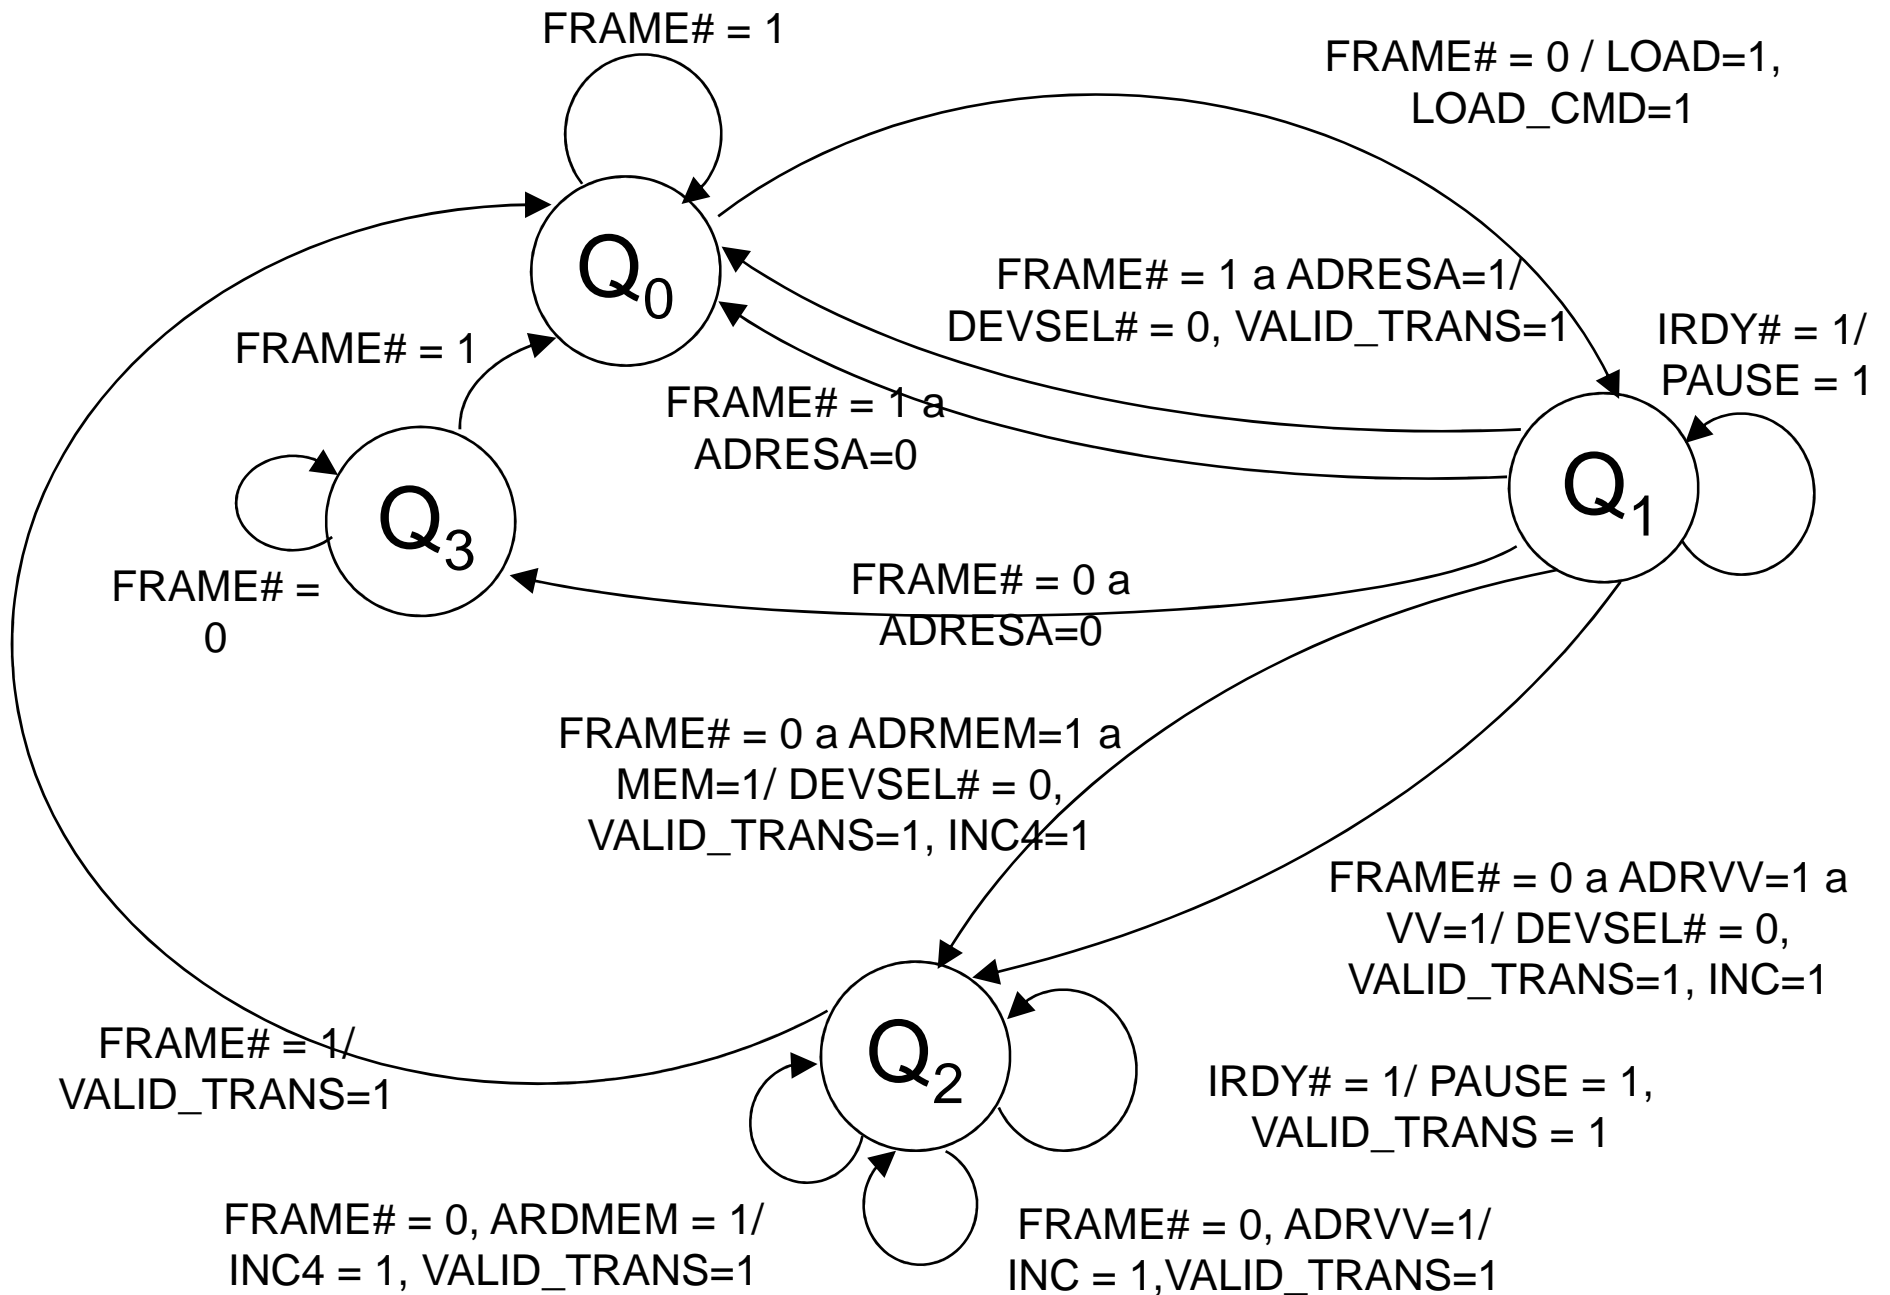 FRAME# = 1
FRAME# = 0 / LOAD=1,
LOAD_CMD=1
Q0
FRAME# = 1 a ADRESA=1/
DEVSEL# = 0, VALID_TRANS=1
IRDY# = 1/
PAUSE = 1
FRAME# = 1
FRAME# = 1 a
ADRESA=0
Q1
Q3
FRAME# =
0
FRAME# = 0 a
ADRESA=0
FRAME# = 0 a ADRMEM=1 a
MEM=1/ DEVSEL# = 0,
VALID_TRANS=1, INC4=1
FRAME# = 0 a ADRVV=1 a
VV=1/ DEVSEL# = 0,
VALID_TRANS=1, INC=1
FRAME# = 1/
VALID_TRANS=1
Q2
IRDY# = 1/ PAUSE = 1,
VALID_TRANS = 1
FRAME# = 0, ARDMEM = 1/
INC4 = 1, VALID_TRANS=1
FRAME# = 0, ADRVV=1/
INC = 1,VALID_TRANS=1